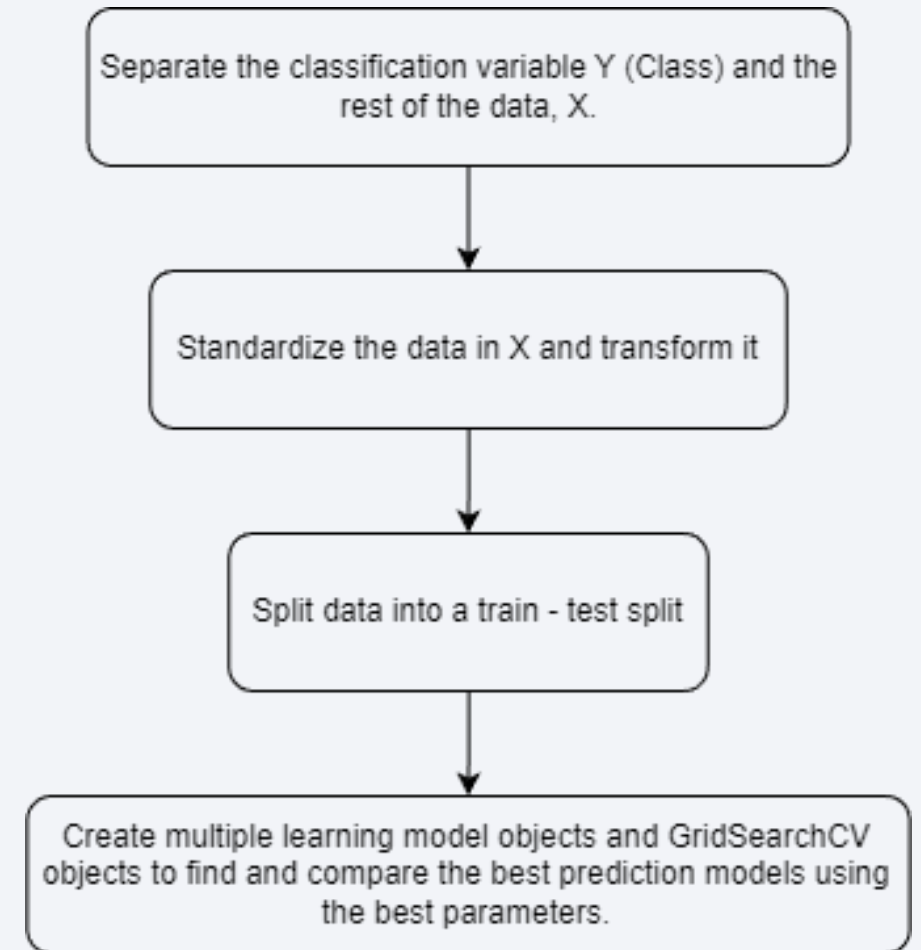 Separate the classification variable Y (Class) and the
rest of the data, X.
Standardize the data in X and transform it
Split data into a train - test split
Create multiple learning model objects and GridSearchCV
objects to find and compare the best prediction models using
the best parameters.